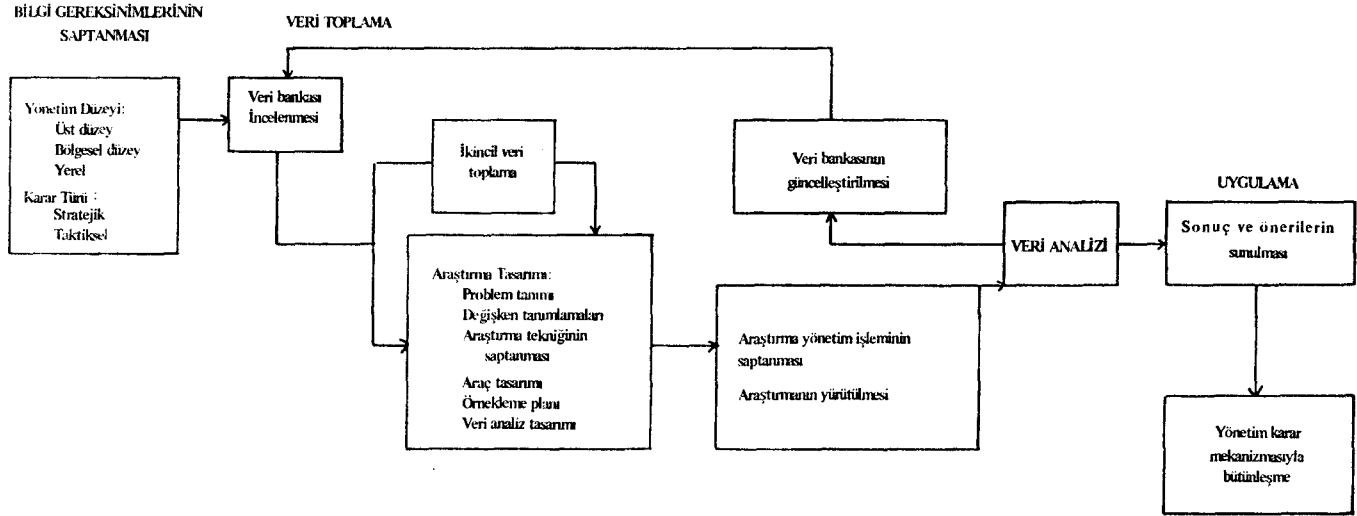 BİLGİ GEREKSİNİMLERİNİN
SAPTANMASI
VERİ TOPLAMA
Yönetim Düzeyi:
Üst düzey
Bölgesel düzey
Yerel
Karar Türü :
Stratejik
Taktiksel
Veri bankası
İncelenmesi
İkincil veri
toplama
Araştırma Tasarımı:
Problem tanımı
Değişken tanımlamaları
Araştırma tekniğinin
saptanması
Araç tasarımı
Örnekleme planı
Veri analiz tasarımı
Veri bankasının
güncelleştirilmesi
Araştırma yönetim işleminin
saptanması
Araştırmanın yürütülmesi
VERİ ANALİZİ
UYGULAMA
Sonuç ve önerilerin
sunulması
Yönetim karar
mekanizmasıyla
bütünleşme